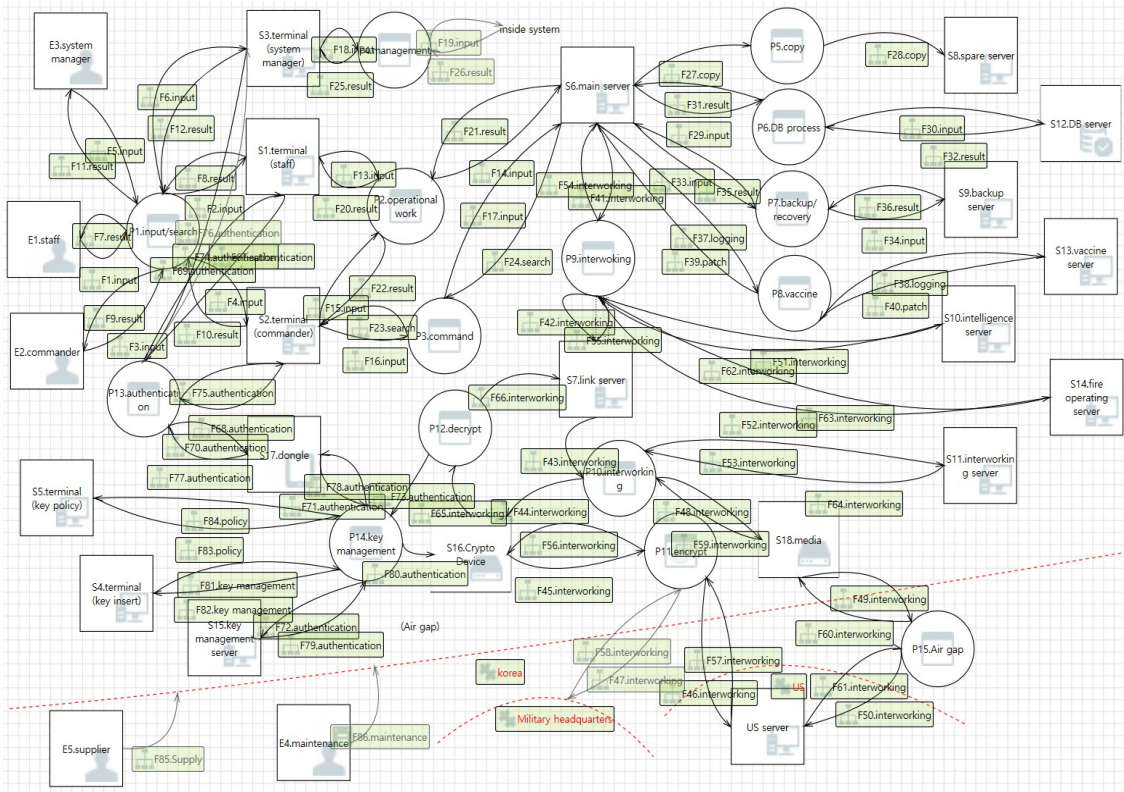 E3.system
manager
S3.terminal
(system
manager)
F18.input
management
F19.input
inside system
F26.result
F25.result
F6.input
F12.result
F5.input
F11.result
S1.terminal
(staff)
F8.result
F2.input
P1.input/search
F7.result
E1.staff
F1.input
F9.result
F3.input
E2.commander
F76.authentication
F69.authentication
F4.input
F10.result
S2.terminal
(commander)
F13.input
F20.result
P2.operational
work
F21.result
F14.input
F17.input
F24.search
F22.result
F15.input
F23.search
F16.input
P3.command
S6.main server
F27.copy
F31.result
F29.input
P5.copy
F28.copy
S8.spare server
P6.DB process
F30.input
S12.DB server
F32.result
F54.interworking
F41.interworking
F33.input
F35.result
P7.backup/
recovery
F36.result
F34.input
S9.backup
server
F37.logging
F39.patch
P9.interwoking
P8.vaccine
F38.logging
F40.patch
S13.vaccine
server
S10.intelligence
server
F42.interworking
F55.interworking
F51.interworking
F62.interworking
S7.link server
S14.fire
operating
server
P13.authenticati
on
F75.authentication
F68.authentication
F70.authentication
F77.authentication
S17.dongle
P12.decrypt
F66.interworking
F52.interworking
F63.interworking
F43.interworking
P10.interworkin
g
F53.interworking
S11.interworkin
g server
S5.terminal
(key policy)
F78.authentication
F71.authentication
F73.authentication
F65.interworking
F44.interworking
F48.interworking
F64.interworking
F84.policy
F83.policy
P14.key
management
S16.Crypto
Device
F56.interworking
P11.encrypt
F59.interworking
S18.media
F80.authentication
F45.interworking
S4.terminal
(key insert)
F81.key management
F82.key management
S15.key
management
server
F72.authentication
F79.authentication
(Air gap)
F49.interworking
F60.interworking
P15.Air gap
F58.interworking
F47.interworking
F57.interworking
F46.interworking
korea
US
F61.interworking
F50.interworking
Military headquarters
US server
E5.supplier
F85.Supply
E4.maintenance
F86.maintenance